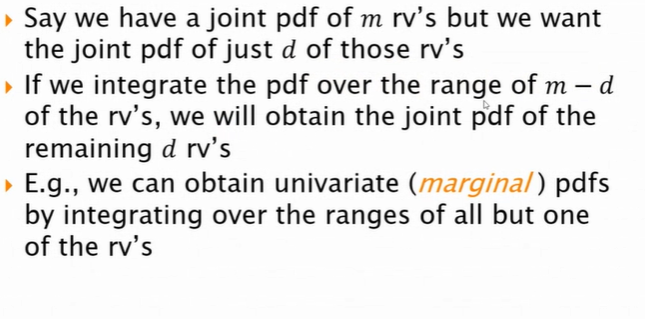 Say we have a joint pdf of m rv's but we want
the joint pdf of just d of those rv's
If we integrate the pdf over the range of m – d
of the rv's, we will obtain the joint pdf of the
remaining d rv's
E.g., we can obtain univariate (marginal) pdfs
by integrating over the ranges of all but one
of the rv's